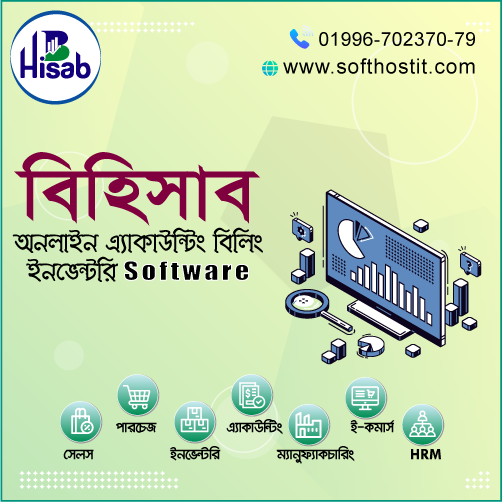 B
Hisab
01996-702370-79
www.softhostit.com
বিহিসাব
অনলাইন এ্যাকাউন্টিং বিলিং
ইনভেন্টরি Software
সেলস
পারচেজ
ইনভেন্টরি
এ্যাকাউন্টিং
ম্যানুফ্যাকচারিং
ই-কমার্স
HRM